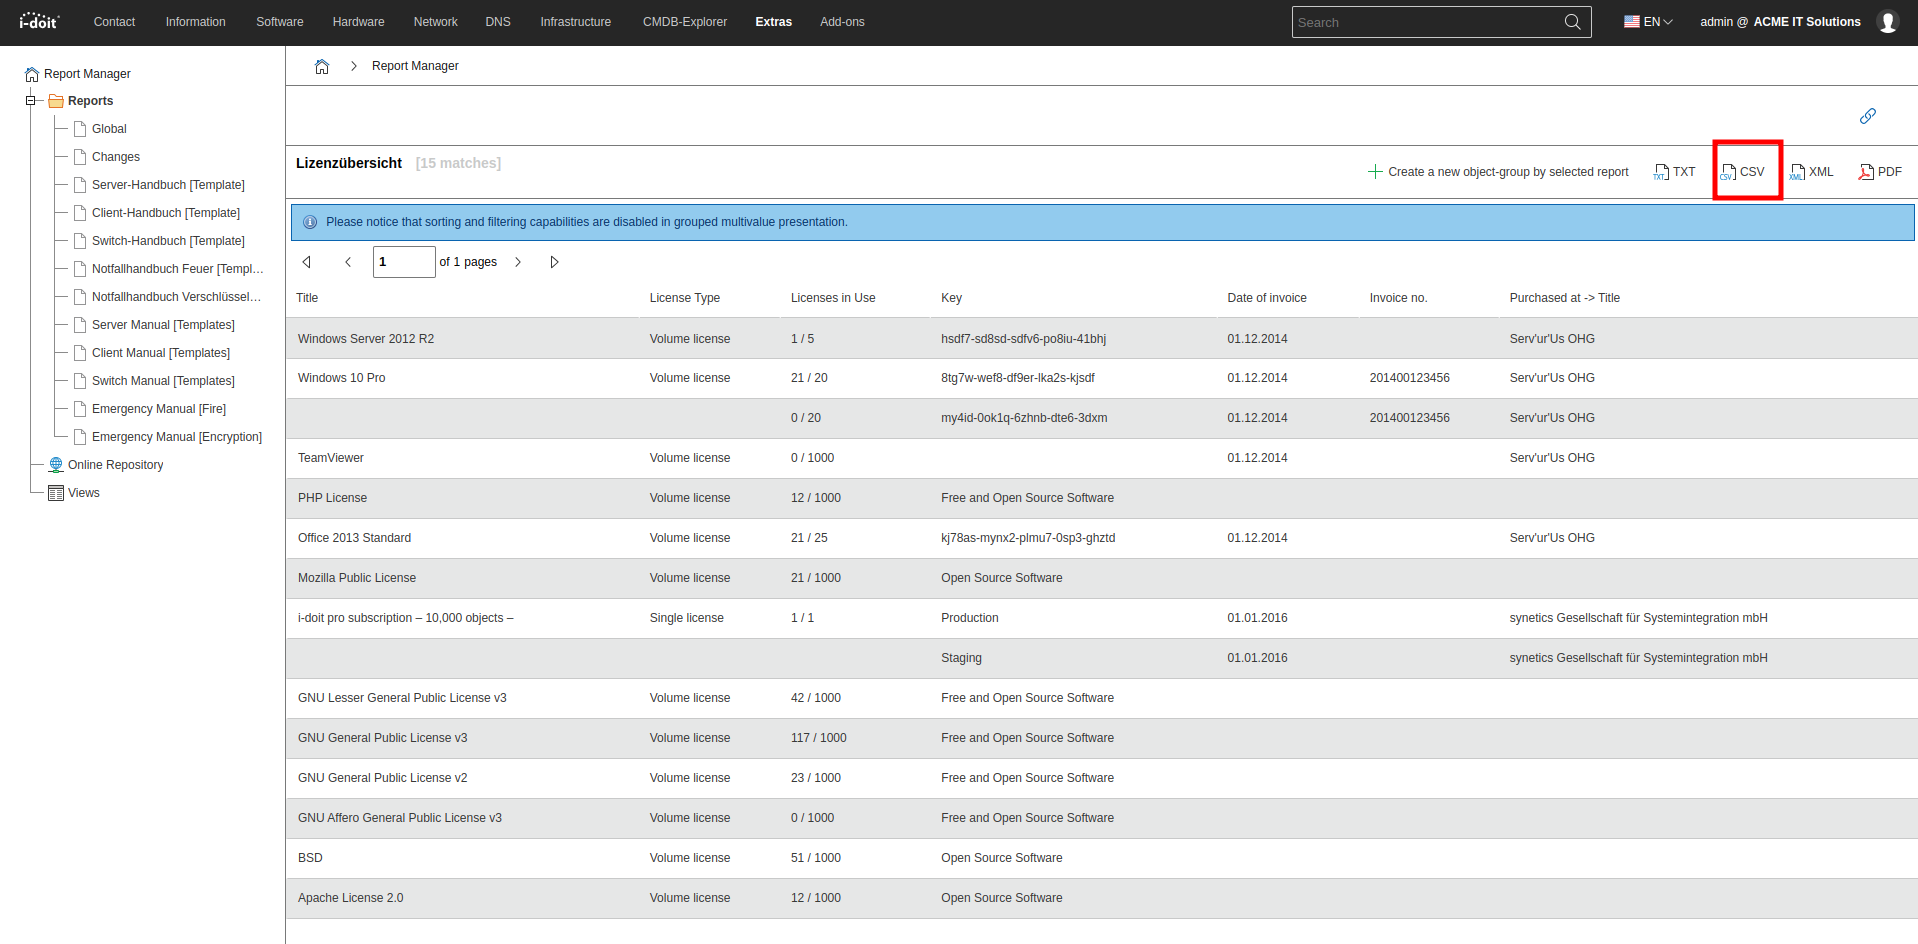 i-doit Contact Information Software Hardware Network DNS Infrastructure CMDB-Explorer Extras Add-ons Search EN admin @ ACME IT Solutions
Report Manager
Reports
Global
Changes
Server-Handbuch [Template]
Client-Handbuch [Template]
Switch-Handbuch [Template]
Notfallhandbuch Feuer [Templ...
Notfallhandbuch Verschlüssel...
Server Manual [Templates]
Client Manual [Templates]
Switch Manual [Templates]
Emergency Manual [Fire]
Emergency Manual [Encryption]
Online Repository
Views
Report Manager
Lizenzübersicht [15 matches]
Create a new object-group by selected report TXT TXT CSV CSV XML XML PDF
Please notice that sorting and filtering capabilities are disabled in grouped multivalue presentation.
1 of 1 pages
Title License Type Licenses in Use Key Date of invoice Invoice no. Purchased at -> Title
Windows Server 2012 R2 Volume license 1 / 5 hsdf7-sd8sd-sdfv6-po8iu-41bhj 01.12.2014 Serv'ur'Us OHG
Windows 10 Pro Volume license 21 / 20 8tg7w-wef8-df9er-lka2s-kjsdf 01.12.2014 201400123456 Serv'ur'Us OHG
0 / 20 my4id-0ok1q-6zhnb-dte6-3dxm 01.12.2014 201400123456 Serv'ur'Us OHG
TeamViewer Volume license 0 / 1000 01.12.2014 Serv'ur'Us OHG
PHP License Volume license 12 / 1000 Free and Open Source Software
Office 2013 Standard Volume license 21 / 25 kj78as-mynx2-plmu7-0sp3-ghztd 01.12.2014 Serv'ur'Us OHG
Mozilla Public License Volume license 21 / 1000 Open Source Software
i-doit pro subscription – 10,000 objects – Single license 1 / 1 Production 01.01.2016 synetics Gesellschaft für Systemintegration mbH
Staging 01.01.2016 synetics Gesellschaft für Systemintegration mbH
GNU Lesser General Public License v3 Volume license 42 / 1000 Free and Open Source Software
GNU General Public License v3 Volume license 117 / 1000 Free and Open Source Software
GNU General Public License v2 Volume license 23 / 1000 Free and Open Source Software
GNU Affero General Public License v3 Volume license 0 / 1000 Free and Open Source Software
BSD Volume license 51 / 1000 Open Source Software
Apache License 2.0 Volume license 12 / 1000 Open Source Software